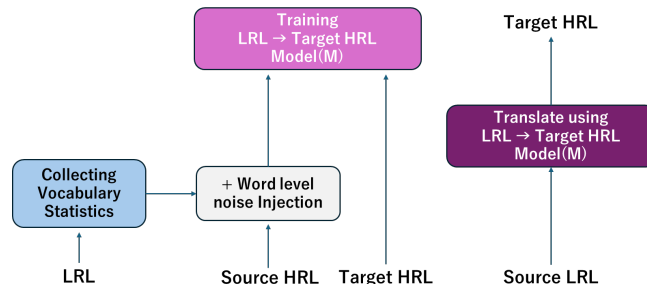 Training
LRL → Target HRL
Model(M)
Target HRL
Translate using
LRL → Target HRL
Model(M)
Collecting
Vocabulary
Statistics
+ Word level
noise Injection
LRL
Source HRL
Target HRL
Source LRL